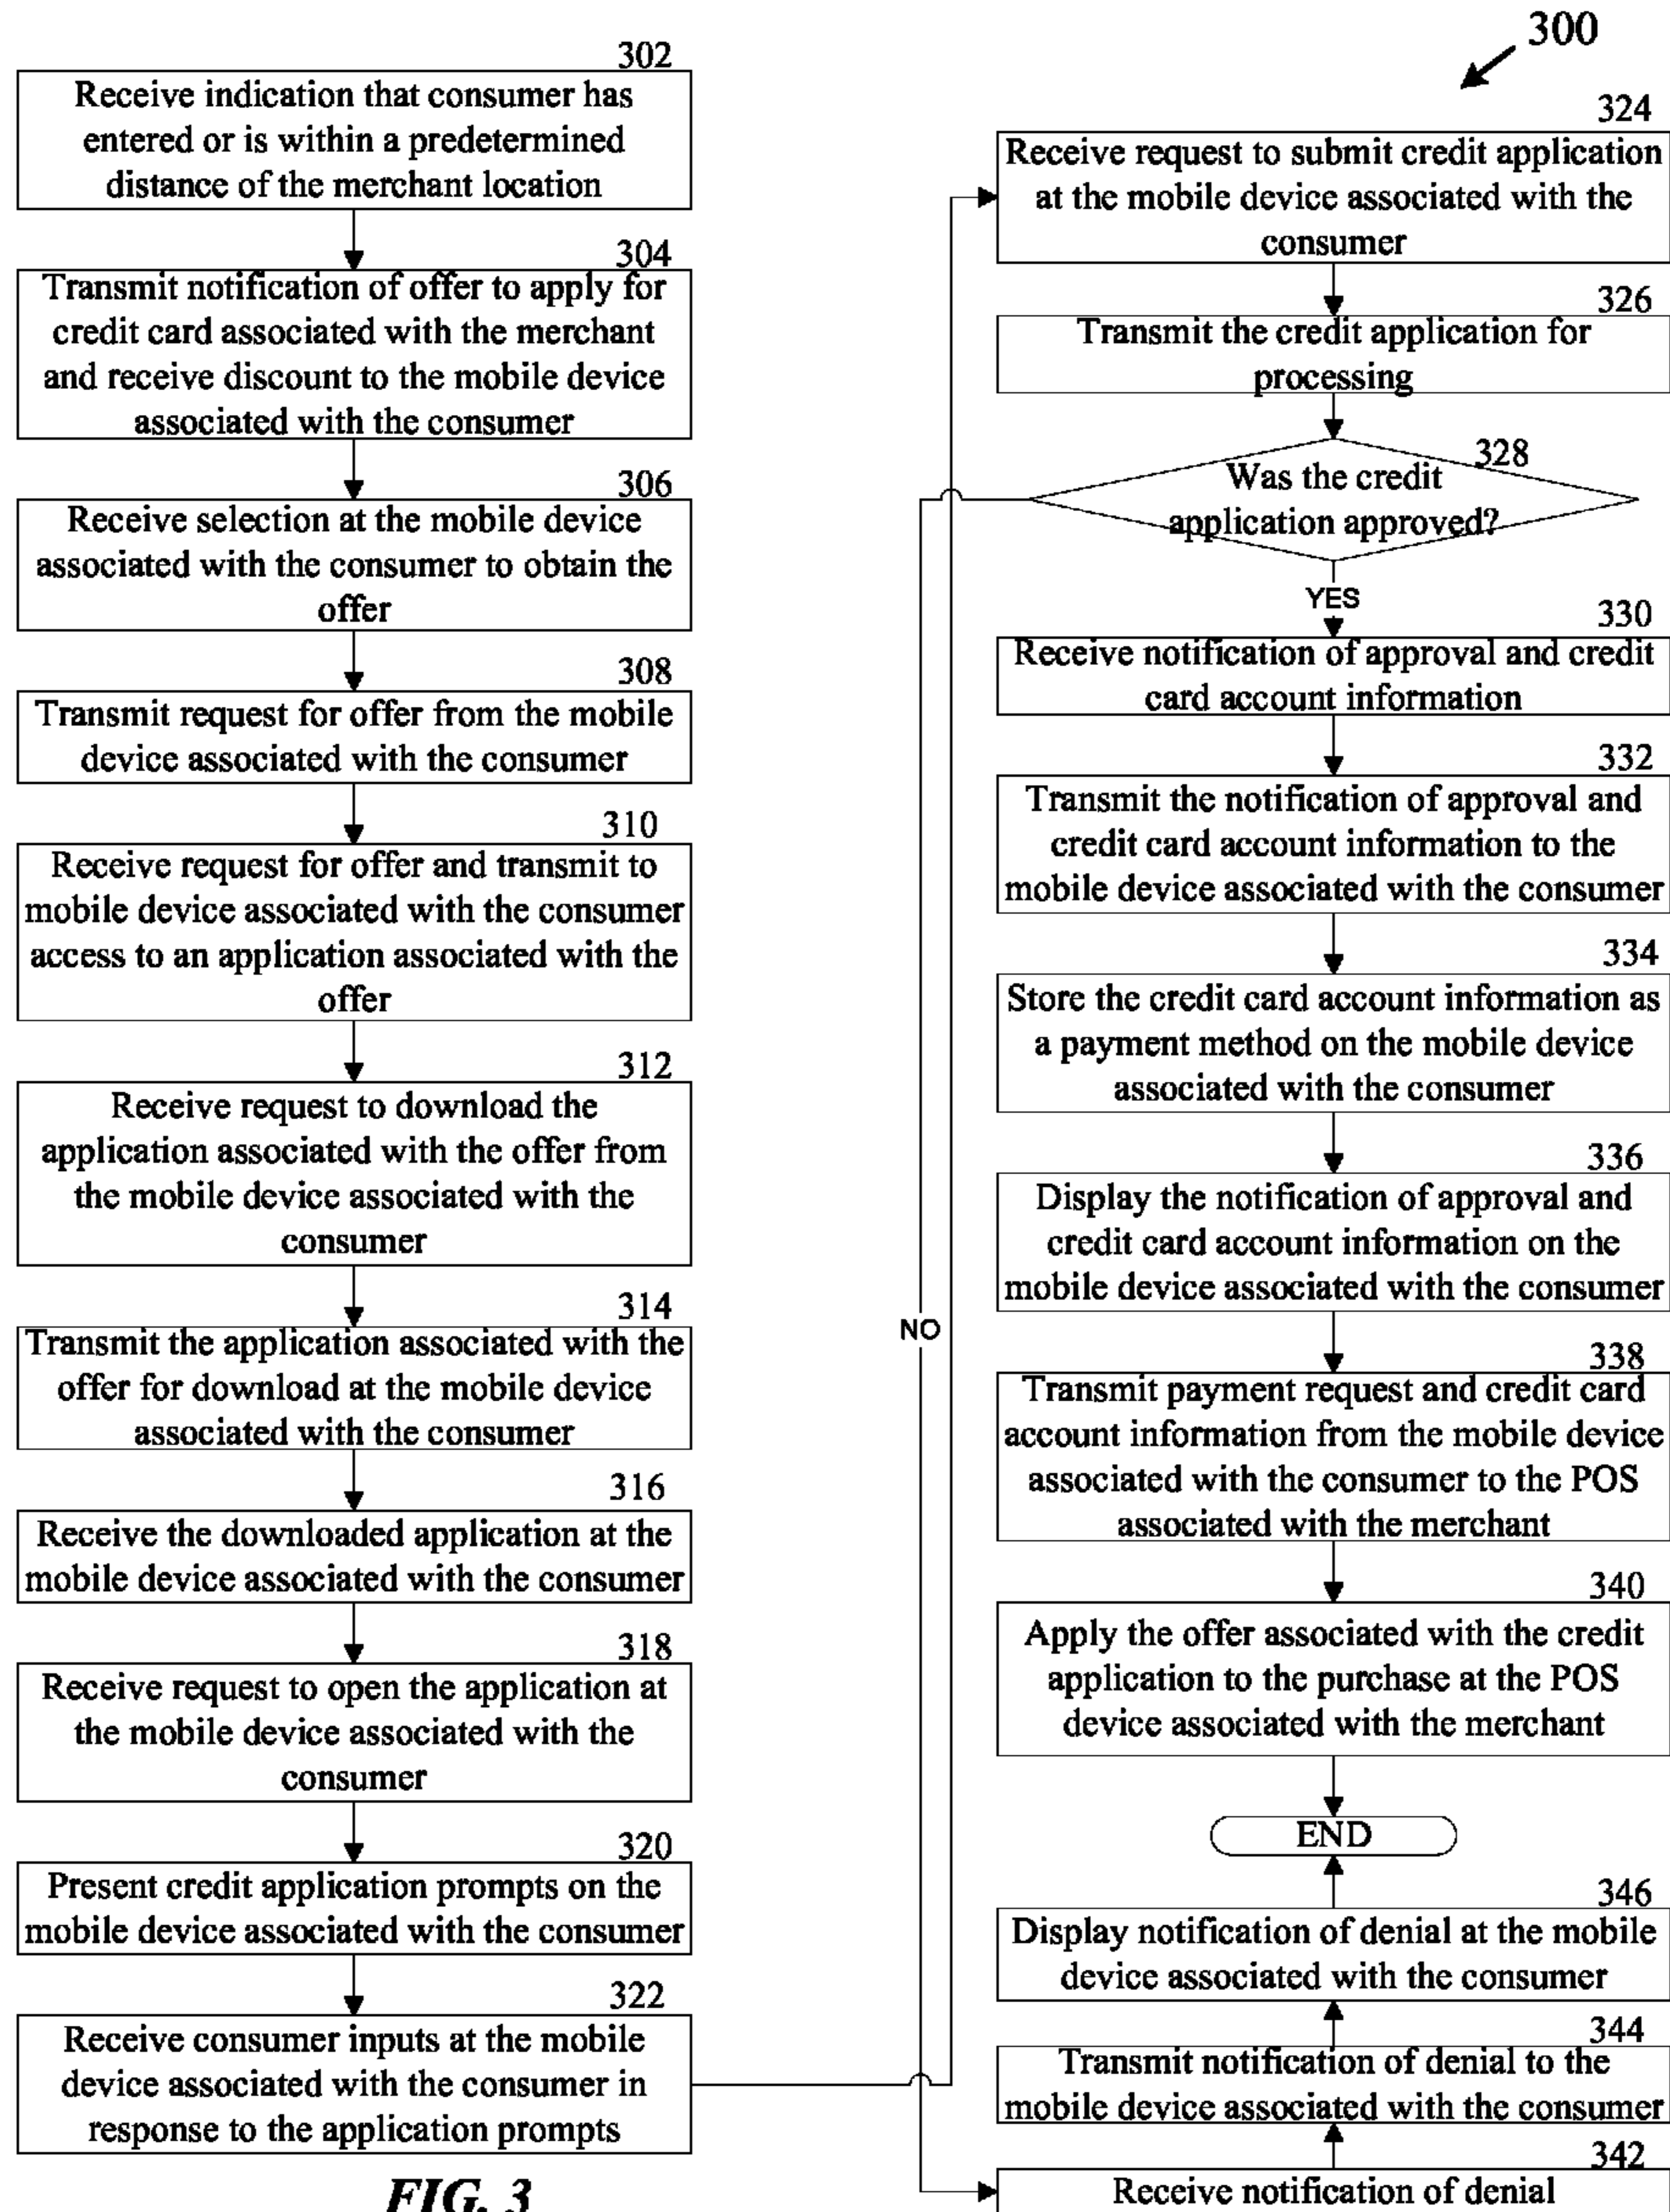 300
302
Receive indication that consumer has
entered or is within a predetermined
distance of the merchant location
304
Transmit notification of offer to apply for
credit card associated with the merchant
and receive discount to the mobile device
associated with the consumer
306
Receive selection at the mobile device
associated with the consumer to obtain the
offer
308
Transmit request for offer from the mobile
device associated with the consumer
310
Receive request for offer and transmit to
mobile device associated with the consumer
access to an application associated with the
offer
312
Receive request to download the
application associated with the offer from
the mobile device associated with the
consumer
314
Transmit the application associated with the
offer for download at the mobile device
associated with the consumer
316
Receive the downloaded application at the
mobile device associated with the consumer
318
Receive request to open the application at
the mobile device associated with the
consumer
320
Present credit application prompts on the
mobile device associated with the consumer
322
Receive consumer inputs at the mobile
device associated with the consumer in
response to the application prompts
FIG. 3
324
Receive request to submit credit application
at the mobile device associated with the
consumer
326
Transmit the credit application for
processing
328
Was the credit
application approved?
YES
NO
330
Receive notification of approval and credit
card account information
332
Transmit the notification of approval and
credit card account information to the
mobile device associated with the consumer
334
Store the credit card account information as
a payment method on the mobile device
associated with the consumer
336
Display the notification of approval and
credit card account information on the
mobile device associated with the consumer
338
Transmit payment request and credit card
account information from the mobile device
associated with the consumer to the POS
associated with the merchant
340
Apply the offer associated with the credit
application to the purchase at the POS
device associated with the merchant
END
346
Display notification of denial at the mobile
device associated with the consumer
344
Transmit notification of denial to the
mobile device associated with the consumer
342
Receive notification of denial